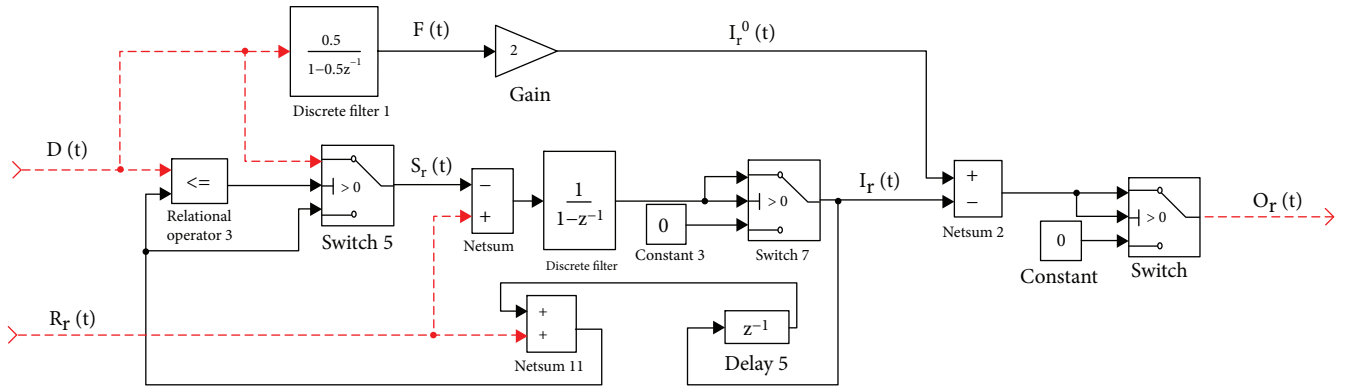 0.5
1−0.5z⁻¹
Discrete filter 1
F (t)
2
Gain
I_r^0 (t)
D (t)
<=
Relational
operator 3
> 0
Switch 5
S_r (t)
−
+
Netsum
1
1−z⁻¹
Discrete filter
0
Constant 3
> 0
Switch 7
I_r (t)
+
−
Netsum 2
0
Constant
> 0
Switch
O_r (t)
R_r (t)
+
+
Netsum 11
z⁻¹
Delay 5